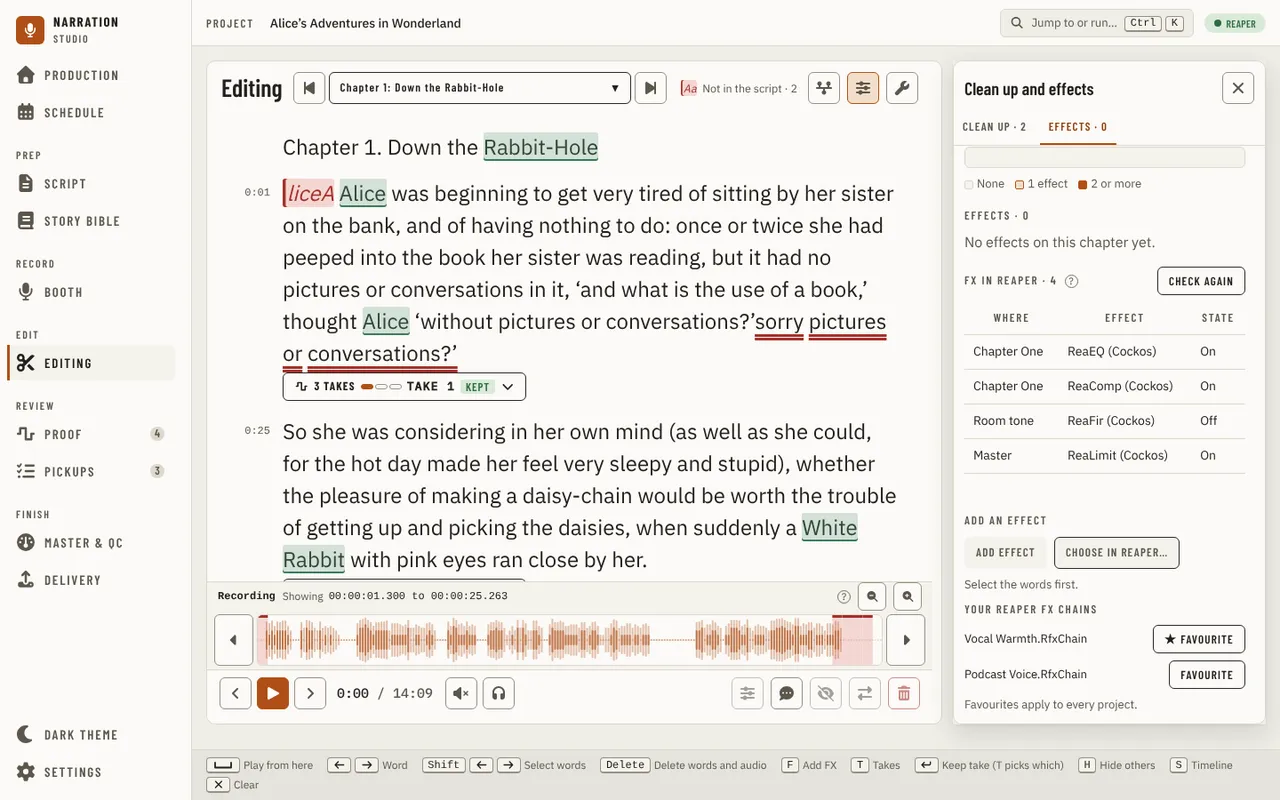 NARRATION
STUDIO
PRODUCTION
SCHEDULE
PREP
SCRIPT
STORY BIBLE
RECORD
BOOTH
EDIT
EDITING
REVIEW
PROOF 4
PICKUPS 3
FINISH
MASTER & QC
DELIVERY
DARK THEME
SETTINGS
PROJECT Alice's Adventures in Wonderland
Jump to or run... Ctrl K
REAPER
Editing
Chapter 1: Down the Rabbit-Hole
Aa Not in the script · 2
Chapter 1. Down the Rabbit-Hole
0:01 liceA Alice was beginning to get very tired of sitting by her sister
on the bank, and of having nothing to do: once or twice she had
peeped into the book her sister was reading, but it had no
pictures or conversations in it, ‘and what is the use of a book,’
thought Alice ‘without pictures or conversations?’sorry pictures
or conversations?’
3 TAKES TAKE 1 KEPT
0:25 So she was considering in her own mind (as well as she could,
for the hot day made her feel very sleepy and stupid), whether
the pleasure of making a daisy-chain would be worth the trouble
of getting up and picking the daisies, when suddenly a White
Rabbit with pink eyes ran close by her.
Recording Showing 00:00:01.300 to 00:00:25.263
?
0:00 / 14:09
Clean up and effects
CLEAN UP · 2 EFFECTS · 0
None 1 effect 2 or more
EFFECTS · 0
No effects on this chapter yet.
FX IN REAPER · 4 ? CHECK AGAIN
WHERE EFFECT STATE
Chapter One ReaEQ (Cockos) On
Chapter One ReaComp (Cockos) On
Room tone ReaFir (Cockos) Off
Master ReaLimit (Cockos) On
ADD AN EFFECT
ADD EFFECT CHOOSE IN REAPER...
Select the words first.
YOUR REAPER FX CHAINS
Vocal Warmth.RfxChain ★ FAVOURITE
Podcast Voice.RfxChain FAVOURITE
Favourites apply to every project.
Play from here ← → Word Shift ← → Select words Delete Delete words and audio F Add FX T Takes ↵ Keep take (T picks which) H Hide others S Timeline
✕ Clear